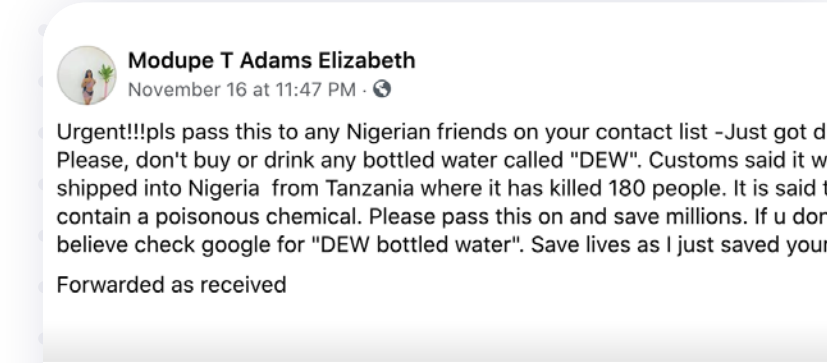 Modupe T Adams Elizabeth
November 16 at 11:47 PM ·
Urgent!!!pls pass this to any Nigerian friends on your contact list -Just got
Please, don't buy or drink any bottled water called "DEW". Customs said it
shipped into Nigeria from Tanzania where it has killed 180 people. It is said
contain a poisonous chemical. Please pass this on and save millions. If u
believe check google for "DEW bottled water". Save lives as I just saved
Forwarded as received